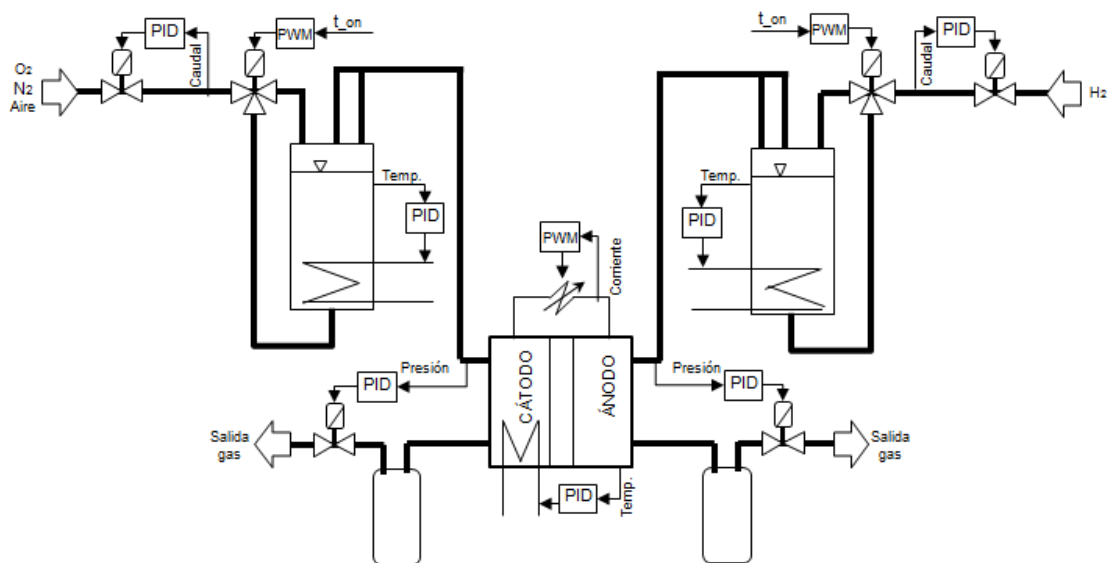 PID
PWM
t_on
Caudal
O₂
N₂
Aire
t_on
PWM
Caudal
PID
H₂
Temp.
PID
Temp.
PID
PWM
Corriente
CÁTODO
ÁNODO
Presión
PID
Salida
gas
Presión
PID
Salida
gas
PID
Temp.